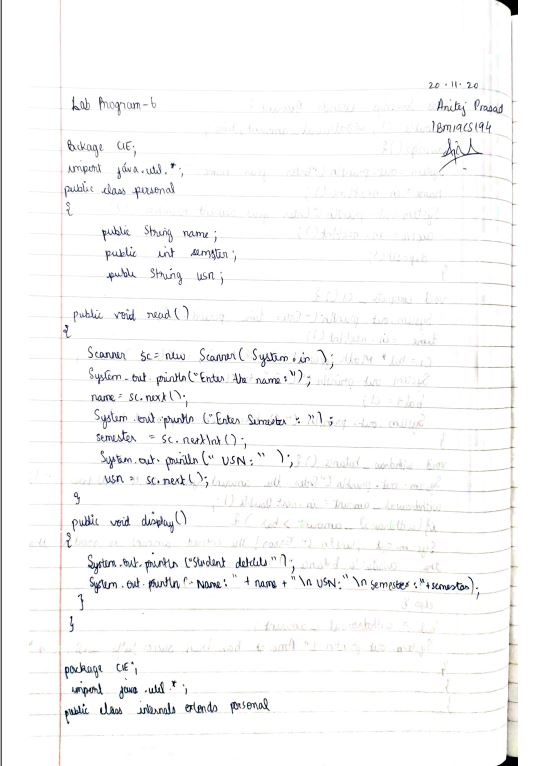 20-11-20
Lab Program-6
Anitej Prasad
1BM19CS194
Package CIE;
import java.util.*;
public class personal
{
public String name;
public int semster;
public String usn;
public void read()
{
Scanner sc = new Scanner(System.in);
System.out.println("Enter the name:");
name = sc.next();
System.out.println("Enter Semester: ");
semester = sc.nextInt();
System.out.println(" USN: " );
usn = sc.next();
}
public void display()
{
System.out.println("Student details");
System.out.println("Name: " + name + "\n USN:" \n semester:"+semester);
}
}
package CIE;
import java.util.*;
public class internals extends personal